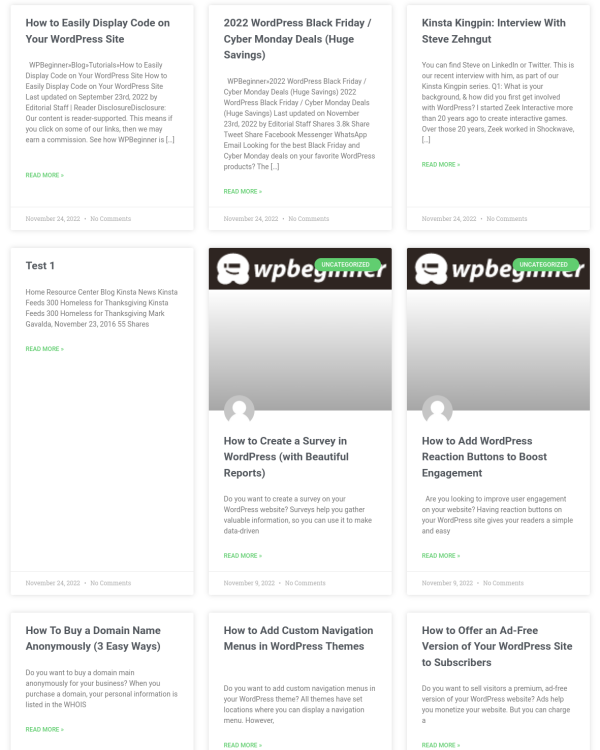 How to Easily Display Code on
Your WordPress Site
WPBeginner»Blog»Tutorials»How to Easily
Display Code on Your WordPress Site How to
Easily Display Code on Your WordPress Site
Last updated on September 23rd, 2022 by
Editorial Staff | Reader DisclosureDisclosure:
Our content is reader-supported. This means if
you click on some of our links, then we may
earn a commission. See how WPBeginner is [...]
READ MORE »
November 24, 2022 • No Comments
2022 WordPress Black Friday /
Cyber Monday Deals (Huge
Savings)
WPBeginner»2022 WordPress Black Friday /
Cyber Monday Deals (Huge Savings) 2022
WordPress Black Friday / Cyber Monday Deals
(Huge Savings) Last updated on November
23rd, 2022 by Editorial Staff Shares 3.8k Share
Tweet Share Facebook Messenger WhatsApp
Email Looking for the best Black Friday and
Cyber Monday deals on your favorite WordPress
products? The [...]
READ MORE »
November 24, 2022 • No Comments
Kinsta Kingpin: Interview With
Steve Zehngut
You can find Steve on LinkedIn or Twitter. This is
our recent interview with him, as part of our
Kinsta Kingpin series. Q1: What is your
background, & how did you first get involved
with WordPress? I started Zeek Interactive more
than 20 years ago to create interactive games.
Over those 20 years, Zeek worked in Shockwave,
[...]
READ MORE »
November 24, 2022 • No Comments
Test 1
Home Resource Center Blog Kinsta News Kinsta
Feeds 300 Homeless for Thanksgiving Kinsta
Feeds 300 Homeless for Thanksgiving Mark
Gavalda, November 23, 2016 55 Shares
READ MORE »
November 24, 2022 • No Comments
wpbeginner
UNCATEGORIZED
How to Create a Survey in
WordPress (with Beautiful
Reports)
Do you want to create a survey on your
WordPress website? Surveys help you gather
valuable information, so you can use it to make
data-driven
READ MORE »
November 9, 2022 • No Comments
wpbeginner
UNCATEGORIZED
How to Add WordPress
Reaction Buttons to Boost
Engagement
Are you looking to improve user engagement
on your website? Having reaction buttons on
your WordPress site gives your readers a simple
and easy
READ MORE »
November 9, 2022 • No Comments
How To Buy a Domain Name
Anonymously (3 Easy Ways)
Do you want to buy a domain main
anonymously for your business? When you
purchase a domain, your personal information is
listed in the WHOIS
READ MORE »
How to Add Custom Navigation
Menus in WordPress Themes
Do you want to add custom navigation menus in
your WordPress theme? All themes have set
locations where you can display a navigation
menu. However,
READ MORE »
How to Offer an Ad-Free
Version of Your WordPress Site
to Subscribers
Do you want to sell visitors a premium, ad-free
version of your WordPress website? Ads help
you monetize your website. But you can charge
a
READ MORE »